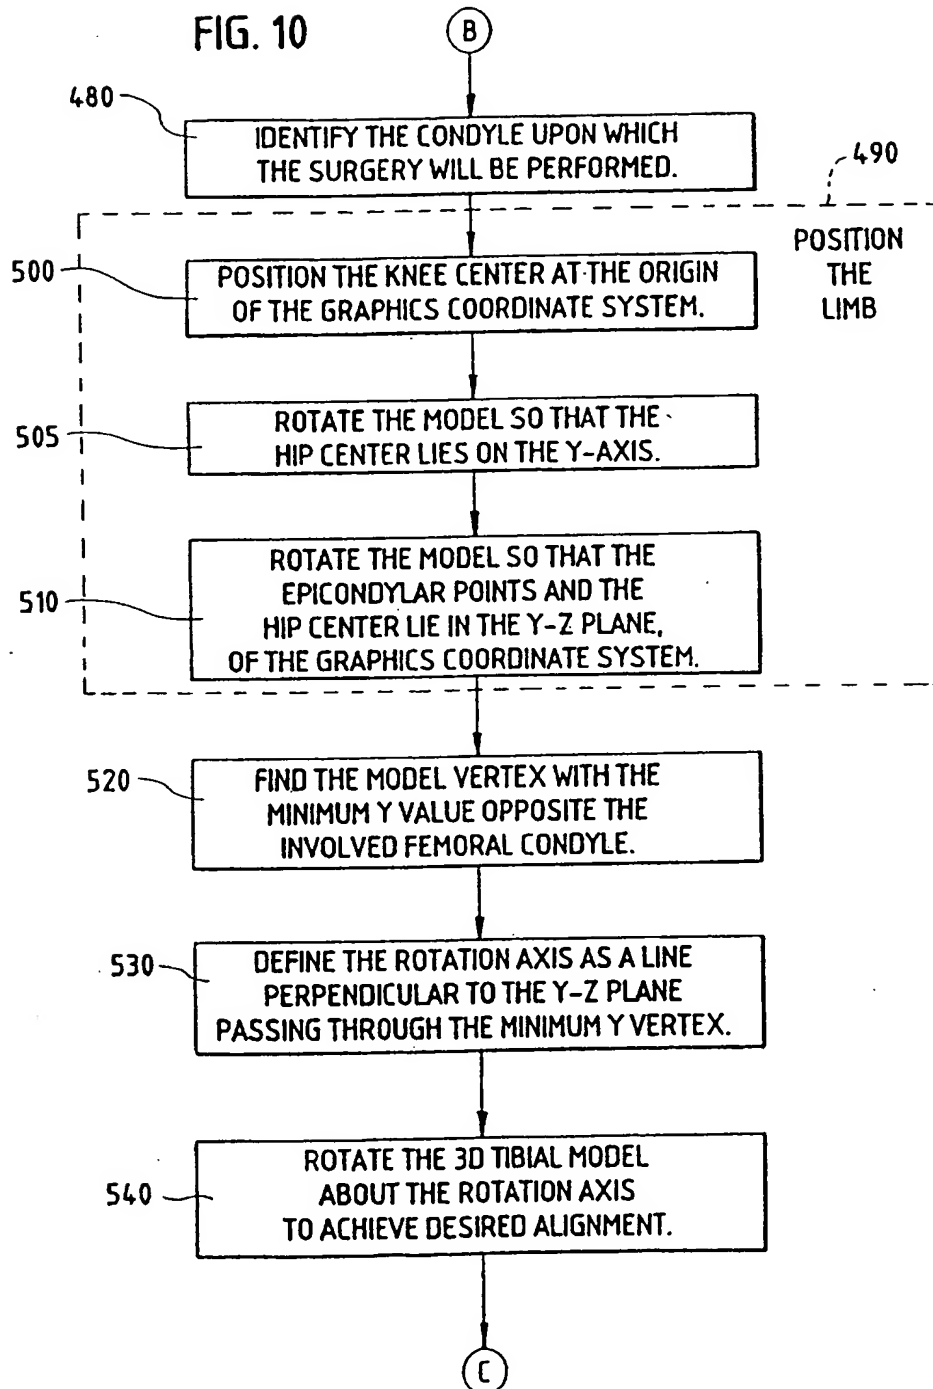 FIG. 10
B
480
IDENTIFY THE CONDYLE UPON WHICH
THE SURGERY WILL BE PERFORMED.
490
POSITION
THE
LIMB
500
POSITION THE KNEE CENTER AT THE ORIGIN
OF THE GRAPHICS COORDINATE SYSTEM.
505
ROTATE THE MODEL SO THAT THE
HIP CENTER LIES ON THE Y-AXIS.
510
ROTATE THE MODEL SO THAT THE
EPICONDYLAR POINTS AND THE
HIP CENTER LIE IN THE Y-Z PLANE,
OF THE GRAPHICS COORDINATE SYSTEM.
520
FIND THE MODEL VERTEX WITH THE
MINIMUM Y VALUE OPPOSITE THE
INVOLVED FEMORAL CONDYLE.
530
DEFINE THE ROTATION AXIS AS A LINE
PERPENDICULAR TO THE Y-Z PLANE
PASSING THROUGH THE MINIMUM Y VERTEX.
540
ROTATE THE 3D TIBIAL MODEL
ABOUT THE ROTATION AXIS
TO ACHIEVE DESIRED ALIGNMENT.
C